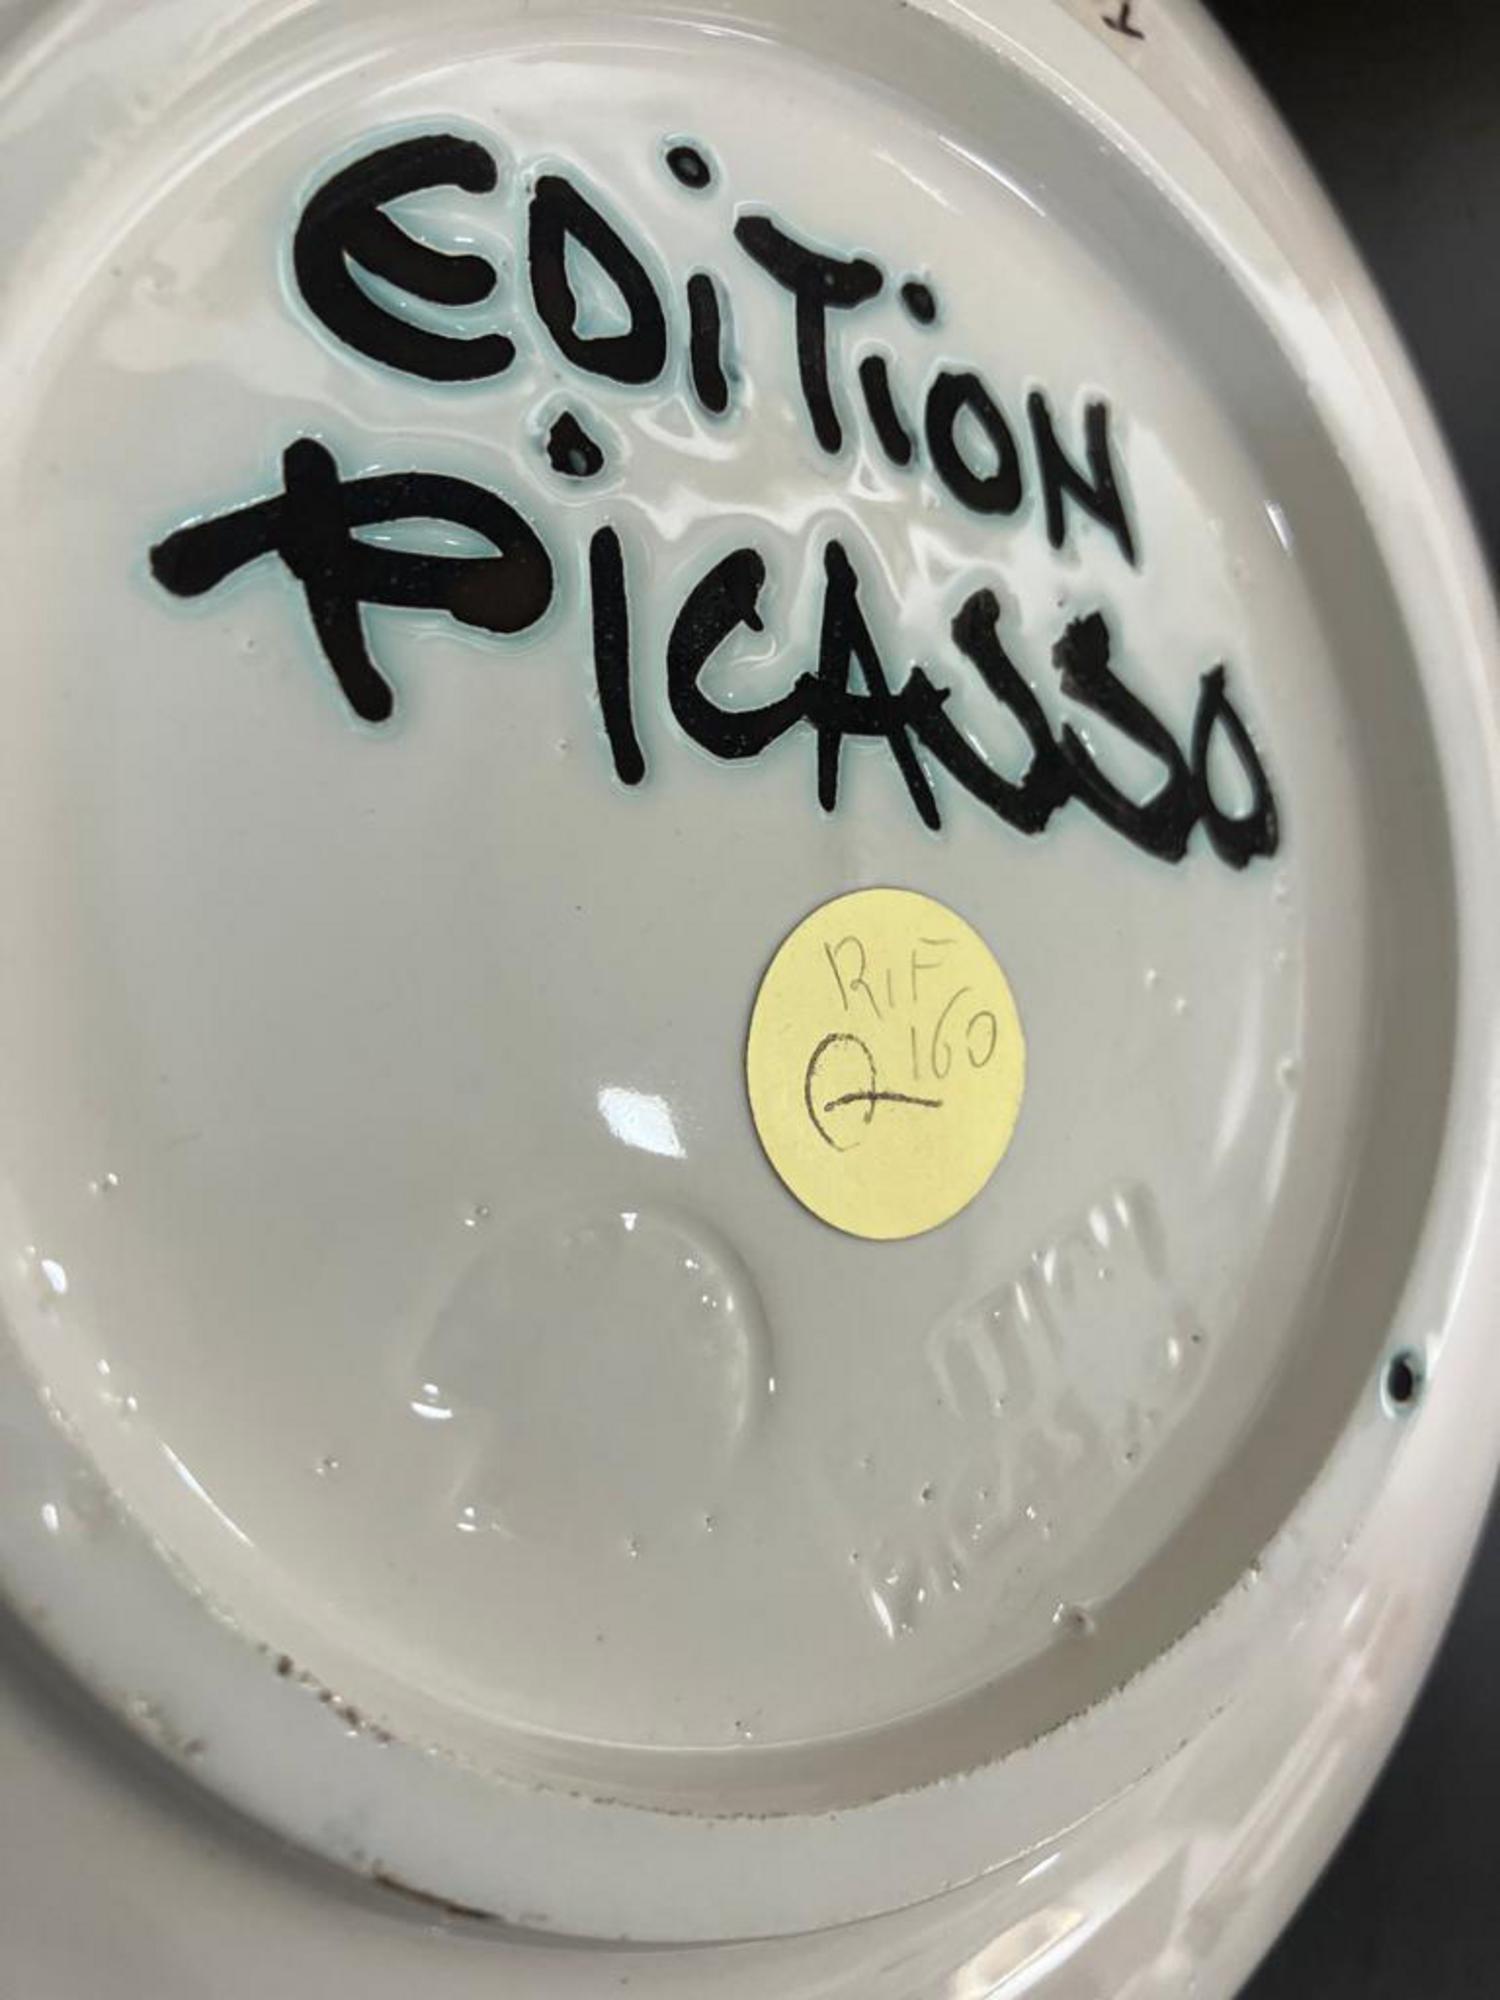 EDiTiON
PiCASSO
RIF
160